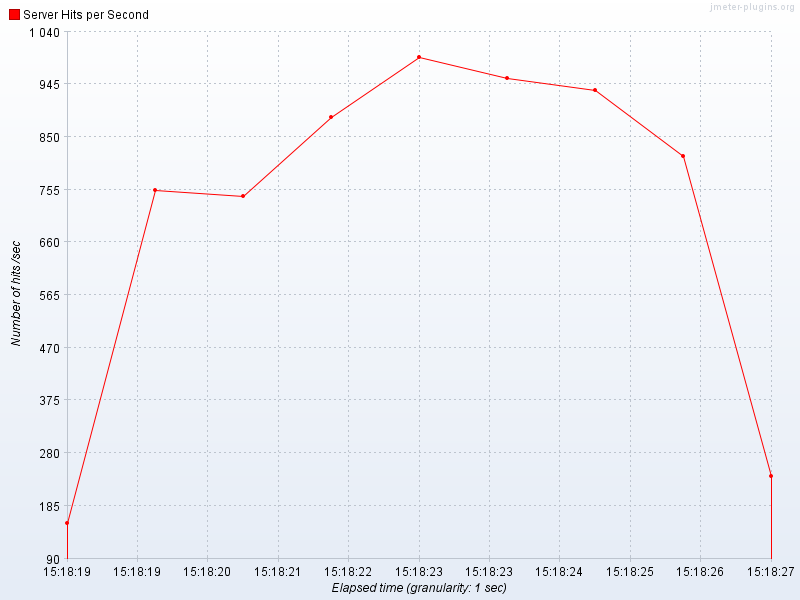 jmeter-plugins.org
Server Hits per Second
1 040
945
850
755
660
565
470
375
280
185
90
Number of hits /sec
15:18:19 15:18:19 15:18:20 15:18:21 15:18:22 15:18:23 15:18:23 15:18:24 15:18:25 15:18:26 15:18:27
Elapsed time (granularity: 1 sec)